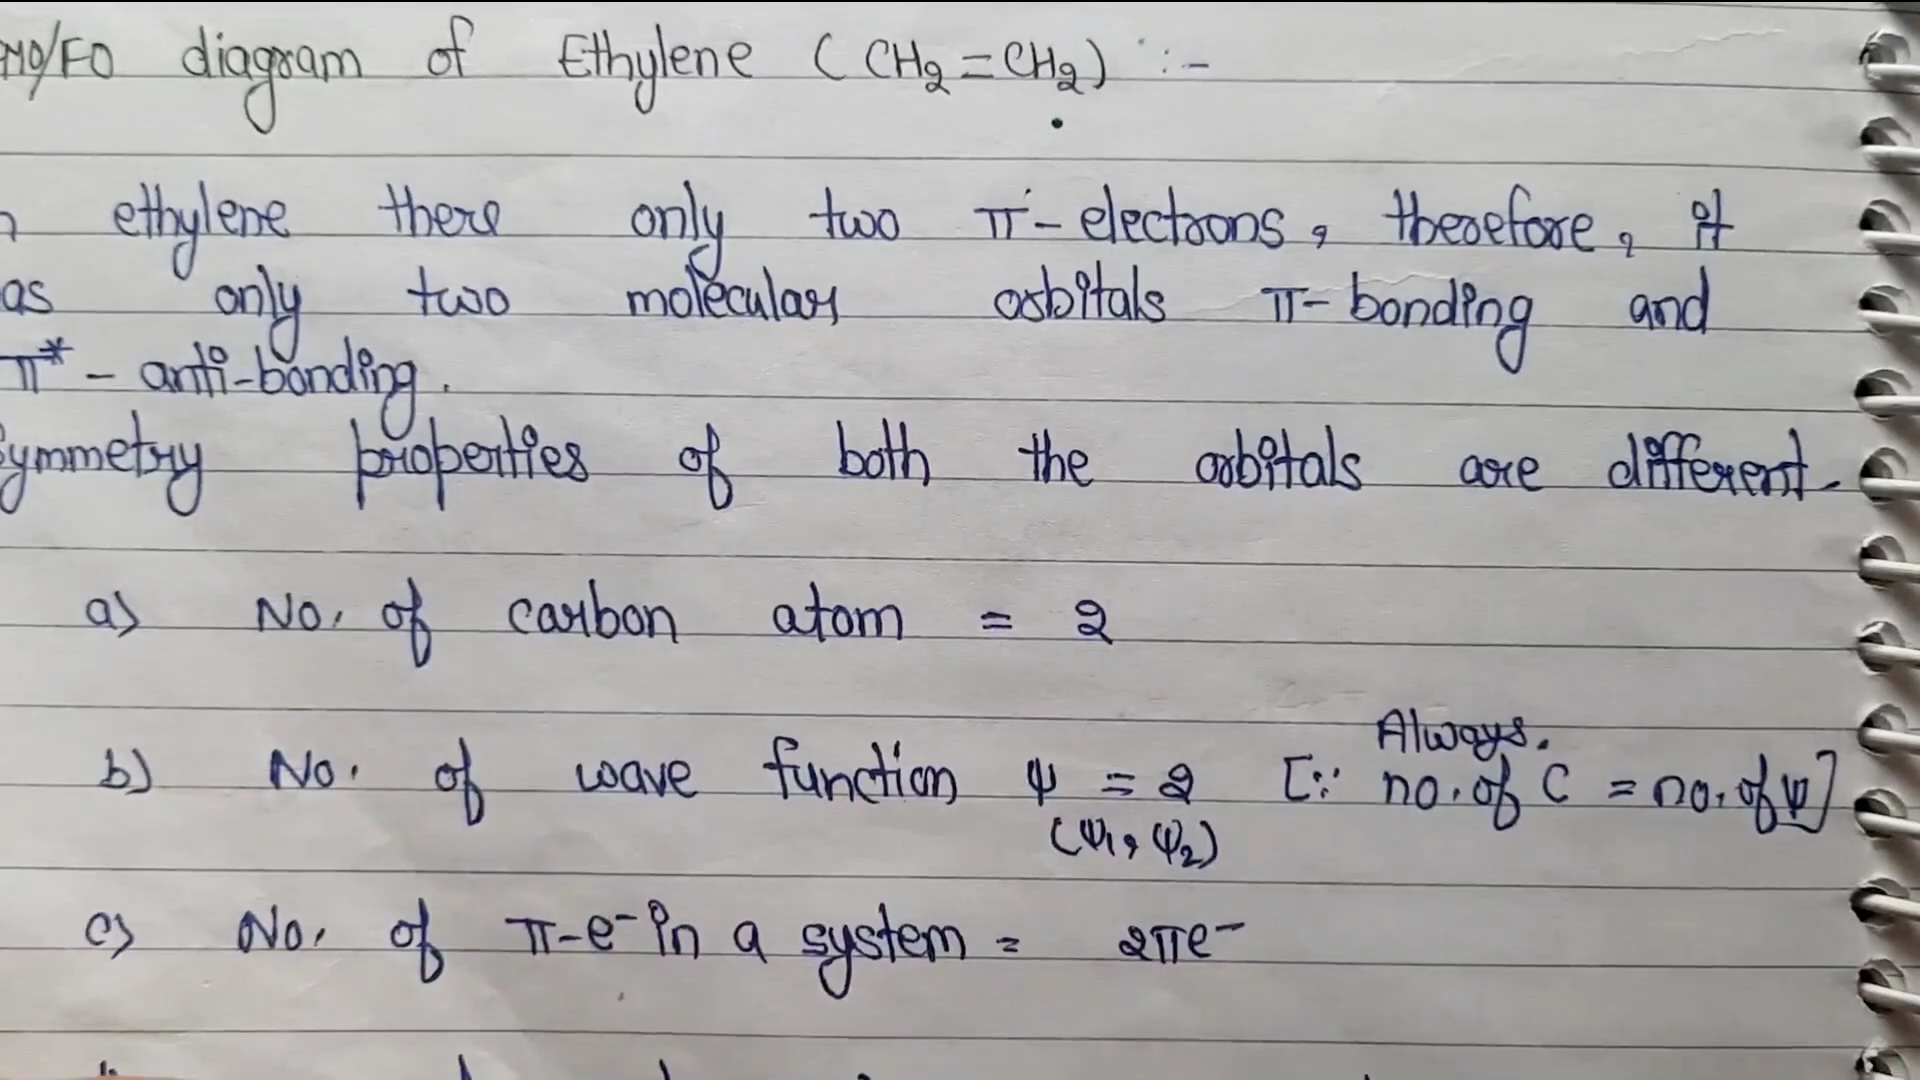 MO/FO diagram of Ethylene (CH₂=CH₂) :-
ethylene there only two π-electrons, therefore, it
as only two molecular orbitals π-bonding and
π* - anti-bonding.
symmetry properties of both the orbitals are different.
a) No. of carbon atom = 2
Always.
b) No. of wave function ψ = 2 [∵ no. of C = no. of ψ]
(ψ₁, ψ₂)
c) No. of π-e⁻ in a system = 2πe⁻